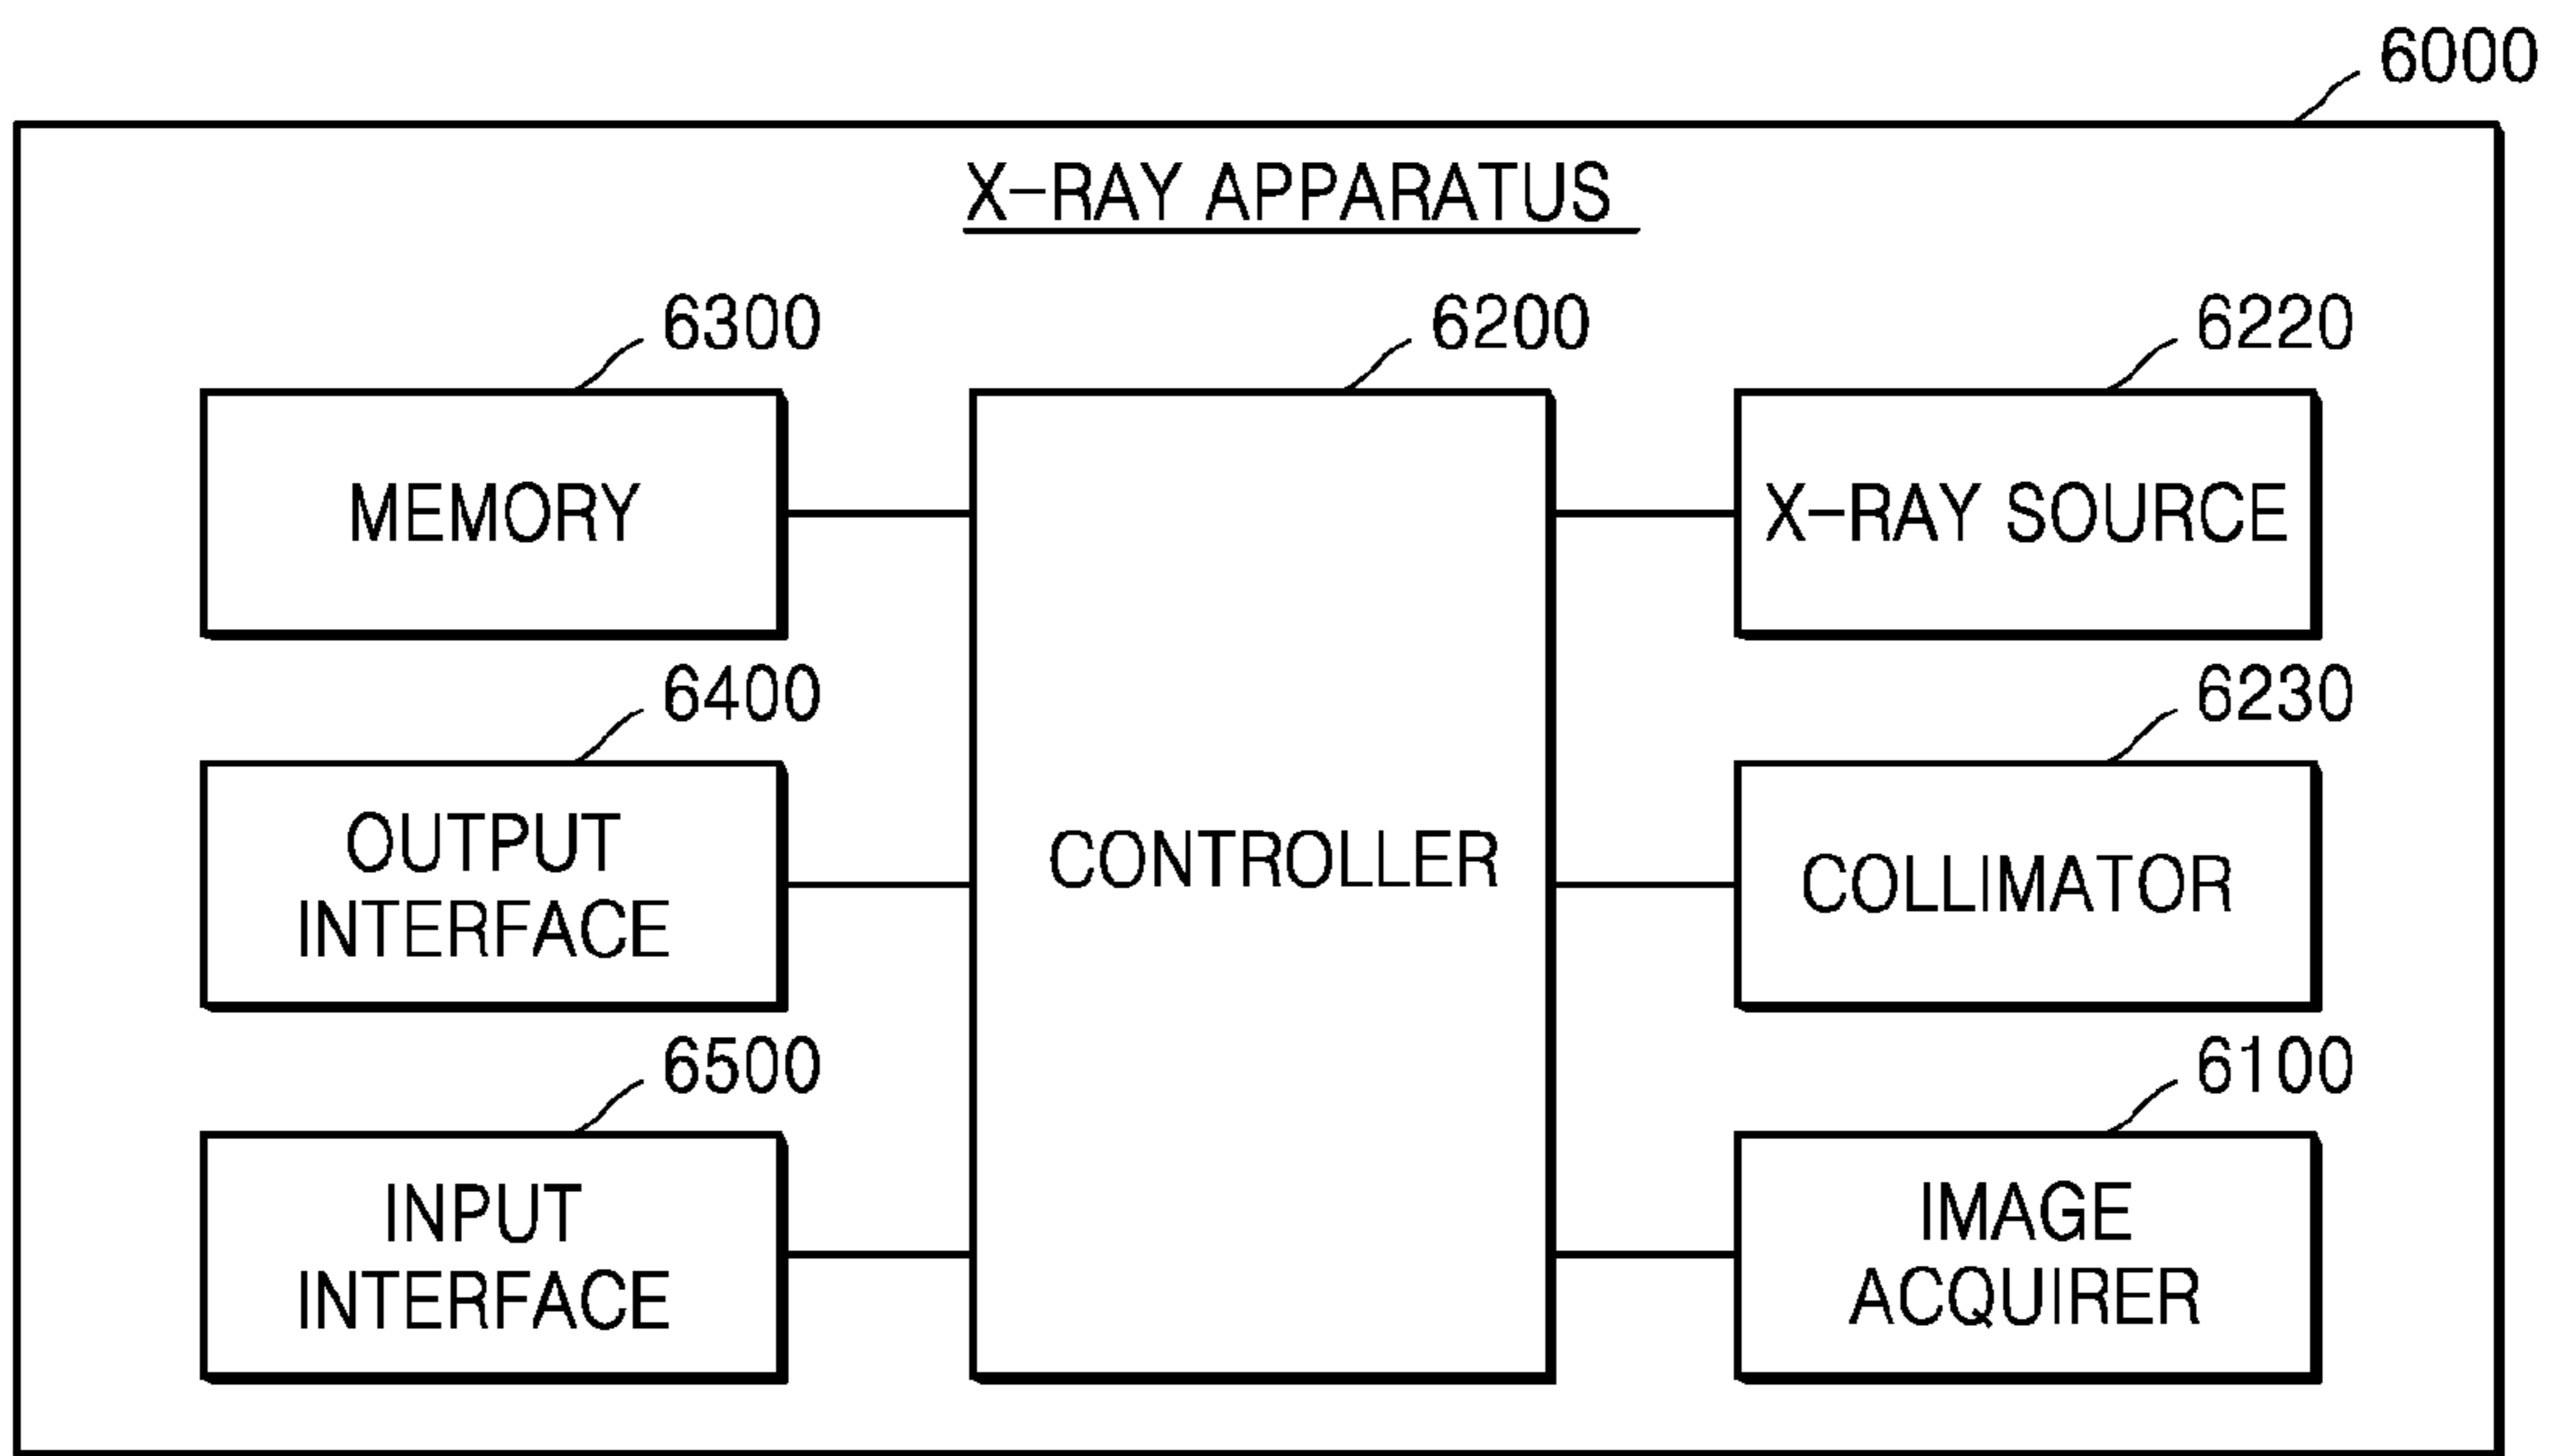 6000
X-RAY APPARATUS
6300
6200
6220
MEMORY
X-RAY SOURCE
6400
6230
OUTPUT
INTERFACE
CONTROLLER
COLLIMATOR
6500
6100
INPUT
INTERFACE
IMAGE
ACQUIRER